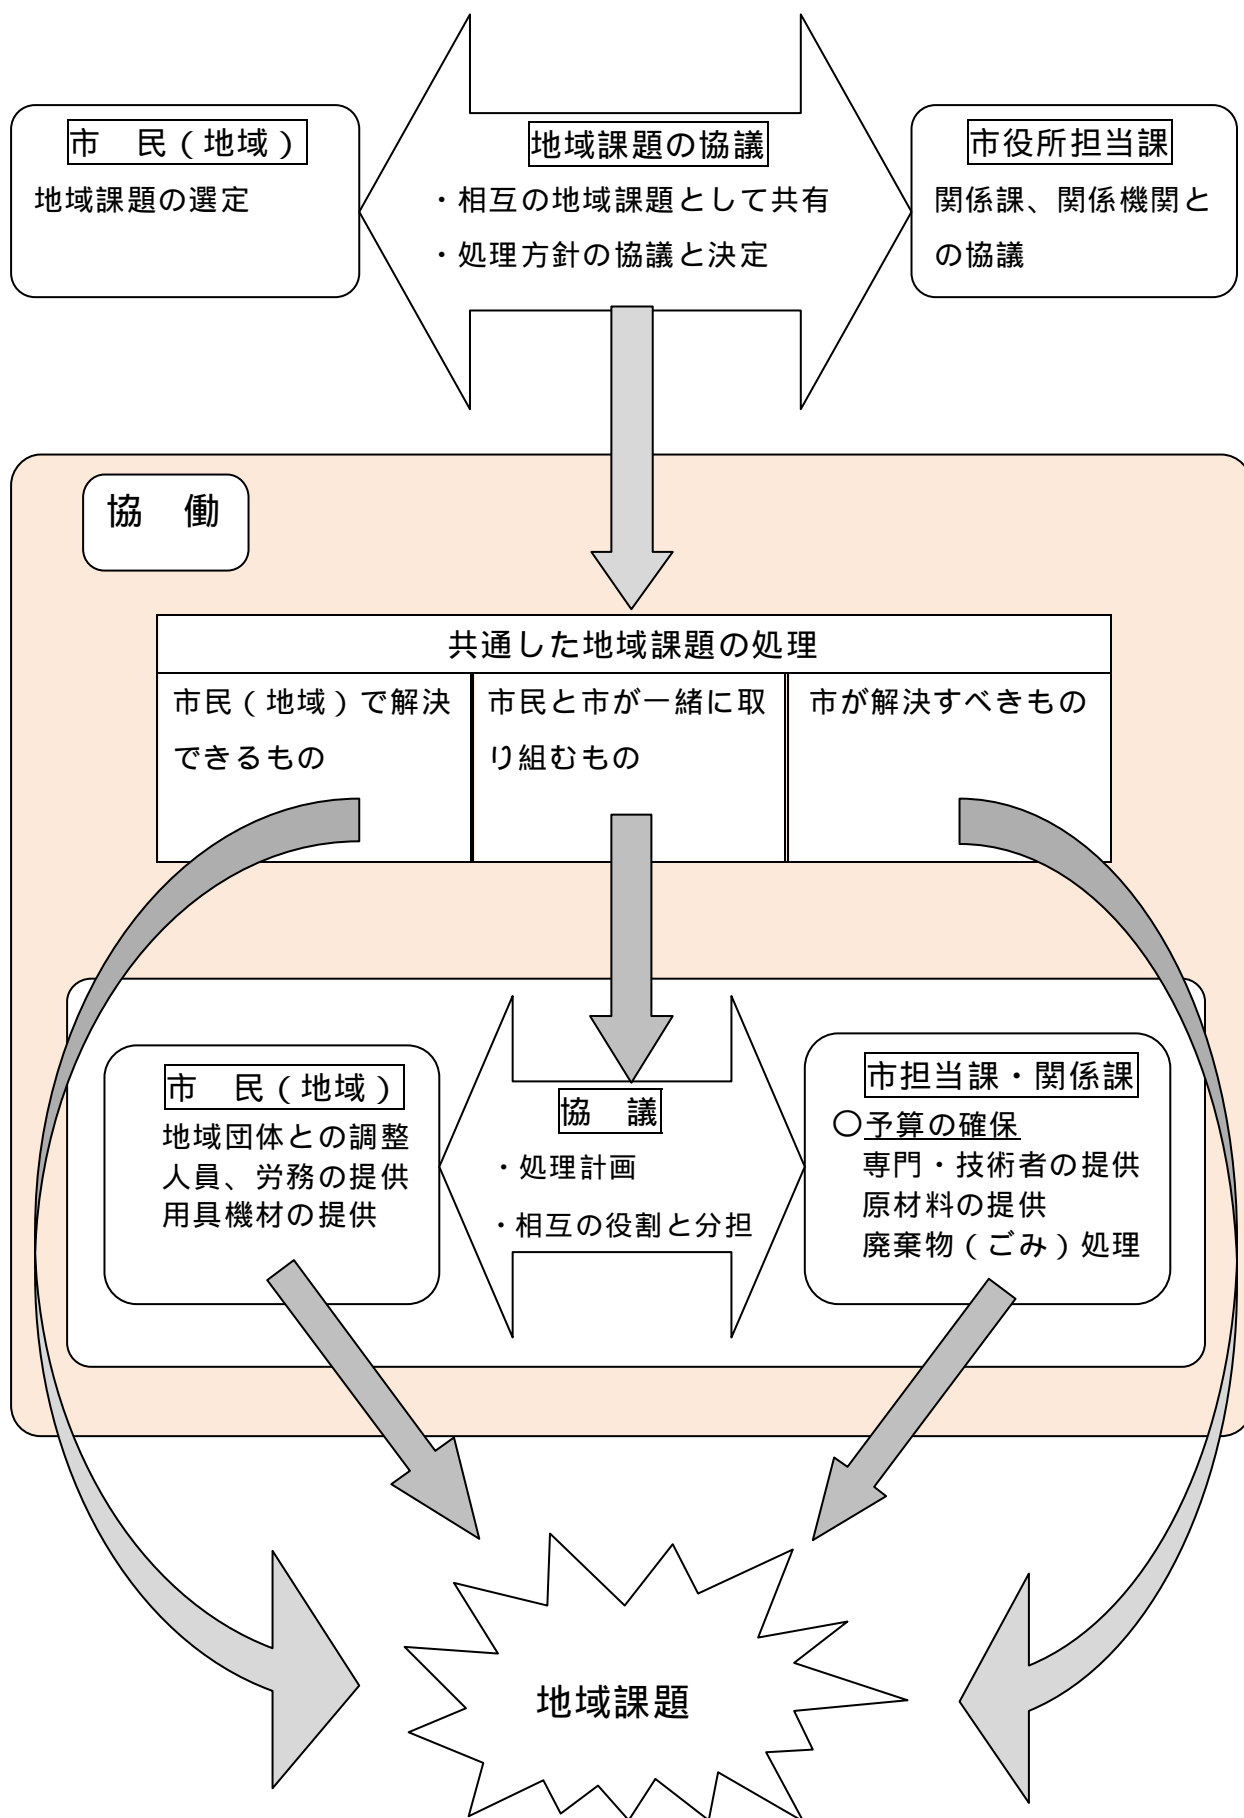 市　民（地域）
地域課題の選定
地域課題の協議
・相互の地域課題として共有
・処理方針の協議と決定
市役所担当課
関係課、関係機関と
の協議
協　働
共通した地域課題の処理
市民（地域）で解決
できるもの
市民と市が一緒に取
り組むもの
市が解決すべきもの
市　民（地域）
地域団体との調整
人員、労務の提供
用具機材の提供
協　議
・処理計画
・相互の役割と分担
市担当課・関係課
○予算の確保
専門・技術者の提供
原材料の提供
廃棄物（ごみ）処理
地域課題